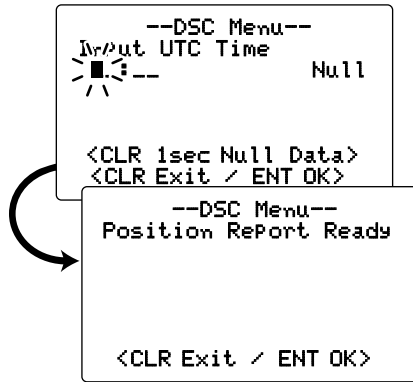 --DSC Menu--
Input UTC Time
█_:__ Null
<CLR 1sec Null Data>
<CLR Exit / ENT OK>
--DSC Menu--
Position RePort Ready
<CLR Exit / ENT OK>